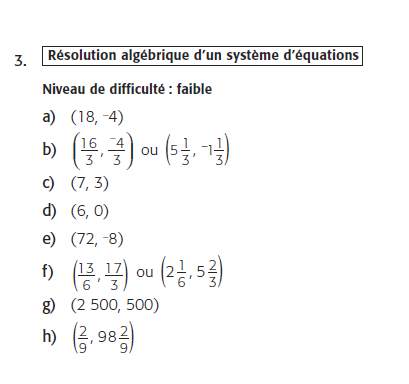 3. Résolution algébrique d'un système d'équations
Niveau de difficulté : faible
a) (18, ⁻4)
b) (16/3, ⁻4/3) ou (5 1/3, ⁻1 1/3)
c) (7, 3)
d) (6, 0)
e) (72, ⁻8)
f) (13/6, 17/3) ou (2 1/6, 5 2/3)
g) (2 500, 500)
h) (2/9, 98 2/9)